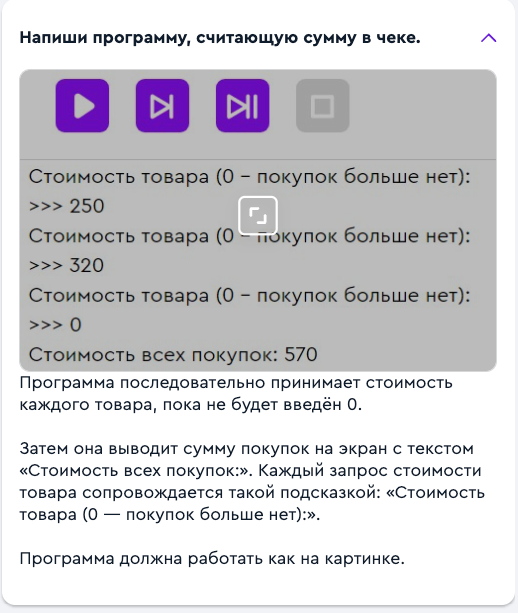 Напиши программу, считающую сумму в чеке.
Стоимость товара (0 – покупок больше нет):
>>> 250
Стоимость товара (0 – покупок больше нет):
>>> 320
Стоимость товара (0 – покупок больше нет):
>>> 0
Стоимость всех покупок: 570
Программа последовательно принимает стоимость
каждого товара, пока не будет введён 0.
Затем она выводит сумму покупок на экран с текстом
«Стоимость всех покупок:». Каждый запрос стоимости
товара сопровождается такой подсказкой: «Стоимость
товара (0 — покупок больше нет):».
Программа должна работать как на картинке.